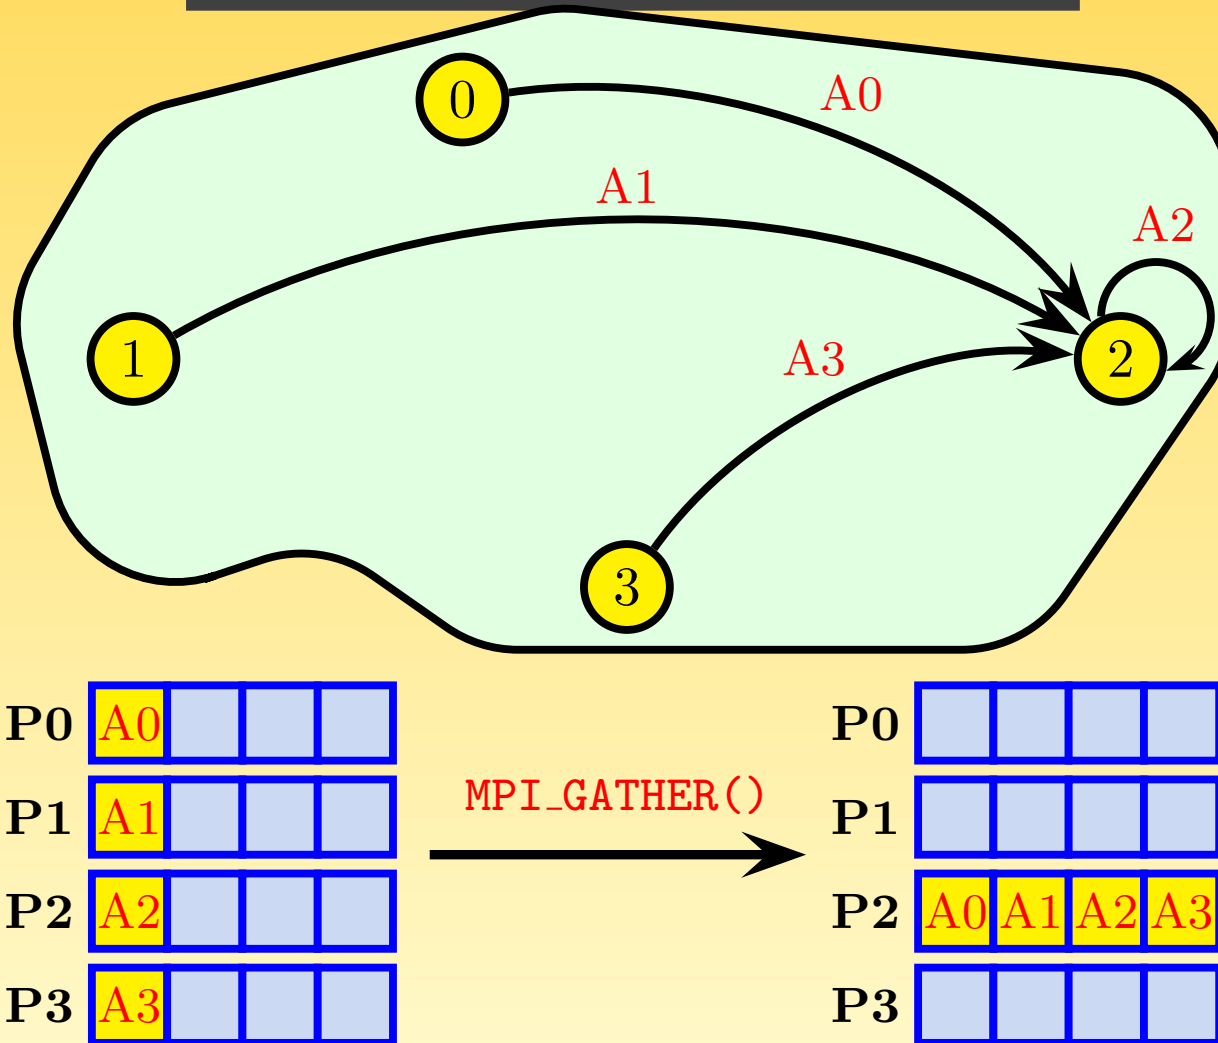 0
A0
A1
A2
1
A3
2
3
P0 A0
P0
P1 A1
MPI_GATHER()
P1
P2 A2
P2 A0 A1 A2 A3
P3 A3
P3